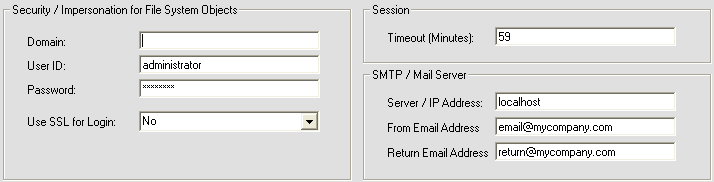 Security / Impersonation for File System Objects
Domain:
User ID: administrator
Password: ××××××××
Use SSL for Login: No
Session
Timeout (Minutes): 59
SMTP / Mail Server
Server / IP Address: localhost
From Email Address email@mycompany.com
Return Email Address return@mycompany.com